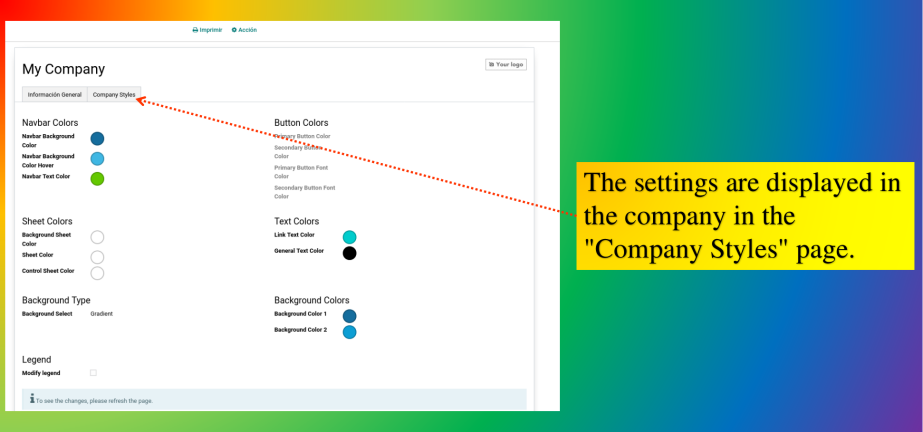 Imprimir Acción
My Company
Your logo
Información General Company Styles
Navbar Colors
Navbar Background
Color
Navbar Background
Color Hover
Navbar Text Color
Button Colors
Primary Button Color
Secondary Button
Color
Primary Button Font
Color
Secondary Button Font
Color
Sheet Colors
Background Sheet
Color
Sheet Color
Control Sheet Color
Text Colors
Link Text Color
General Text Color
Background Type
Background Select Gradient
Background Colors
Background Color 1
Background Color 2
Legend
Modify legend
To see the changes, please refresh the page.
The settings are displayed in
the company in the
"Company Styles" page.